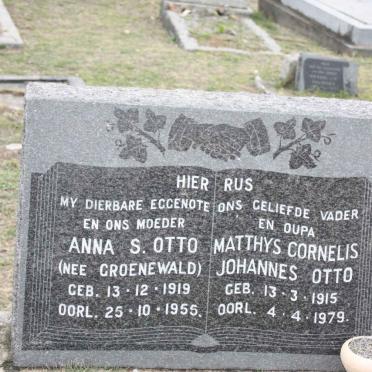 HIER RUS
MY DIERBARE EGGENOTE
EN ONS MOEDER
ANNA S. OTTO
(NEE GROENEWALD)
GEB. 13 · 12 · 1919
OORL. 25 · 10 · 1955.
ONS GELIEFDE VADER
EN OUPA
MATTHYS CORNELIS
JOHANNES OTTO
GEB. 13 · 3 · 1915
OORL. 4 · 4 · 1979.